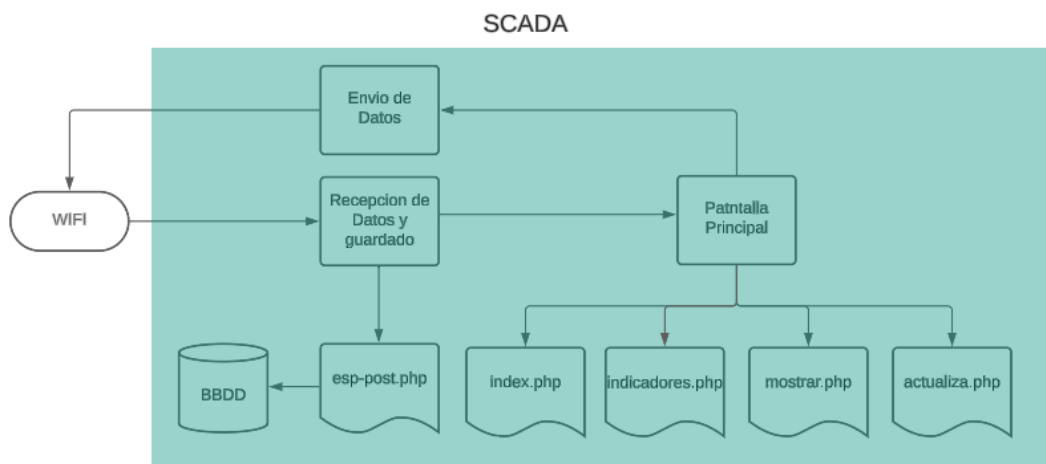 SCADA
Envio de
Datos
WIFI
Recepcion de
Datos y
guardado
Patntalla
Principal
BBDD
esp-post.php
index.php
indicadores.php
mostrar.php
actualiza.php